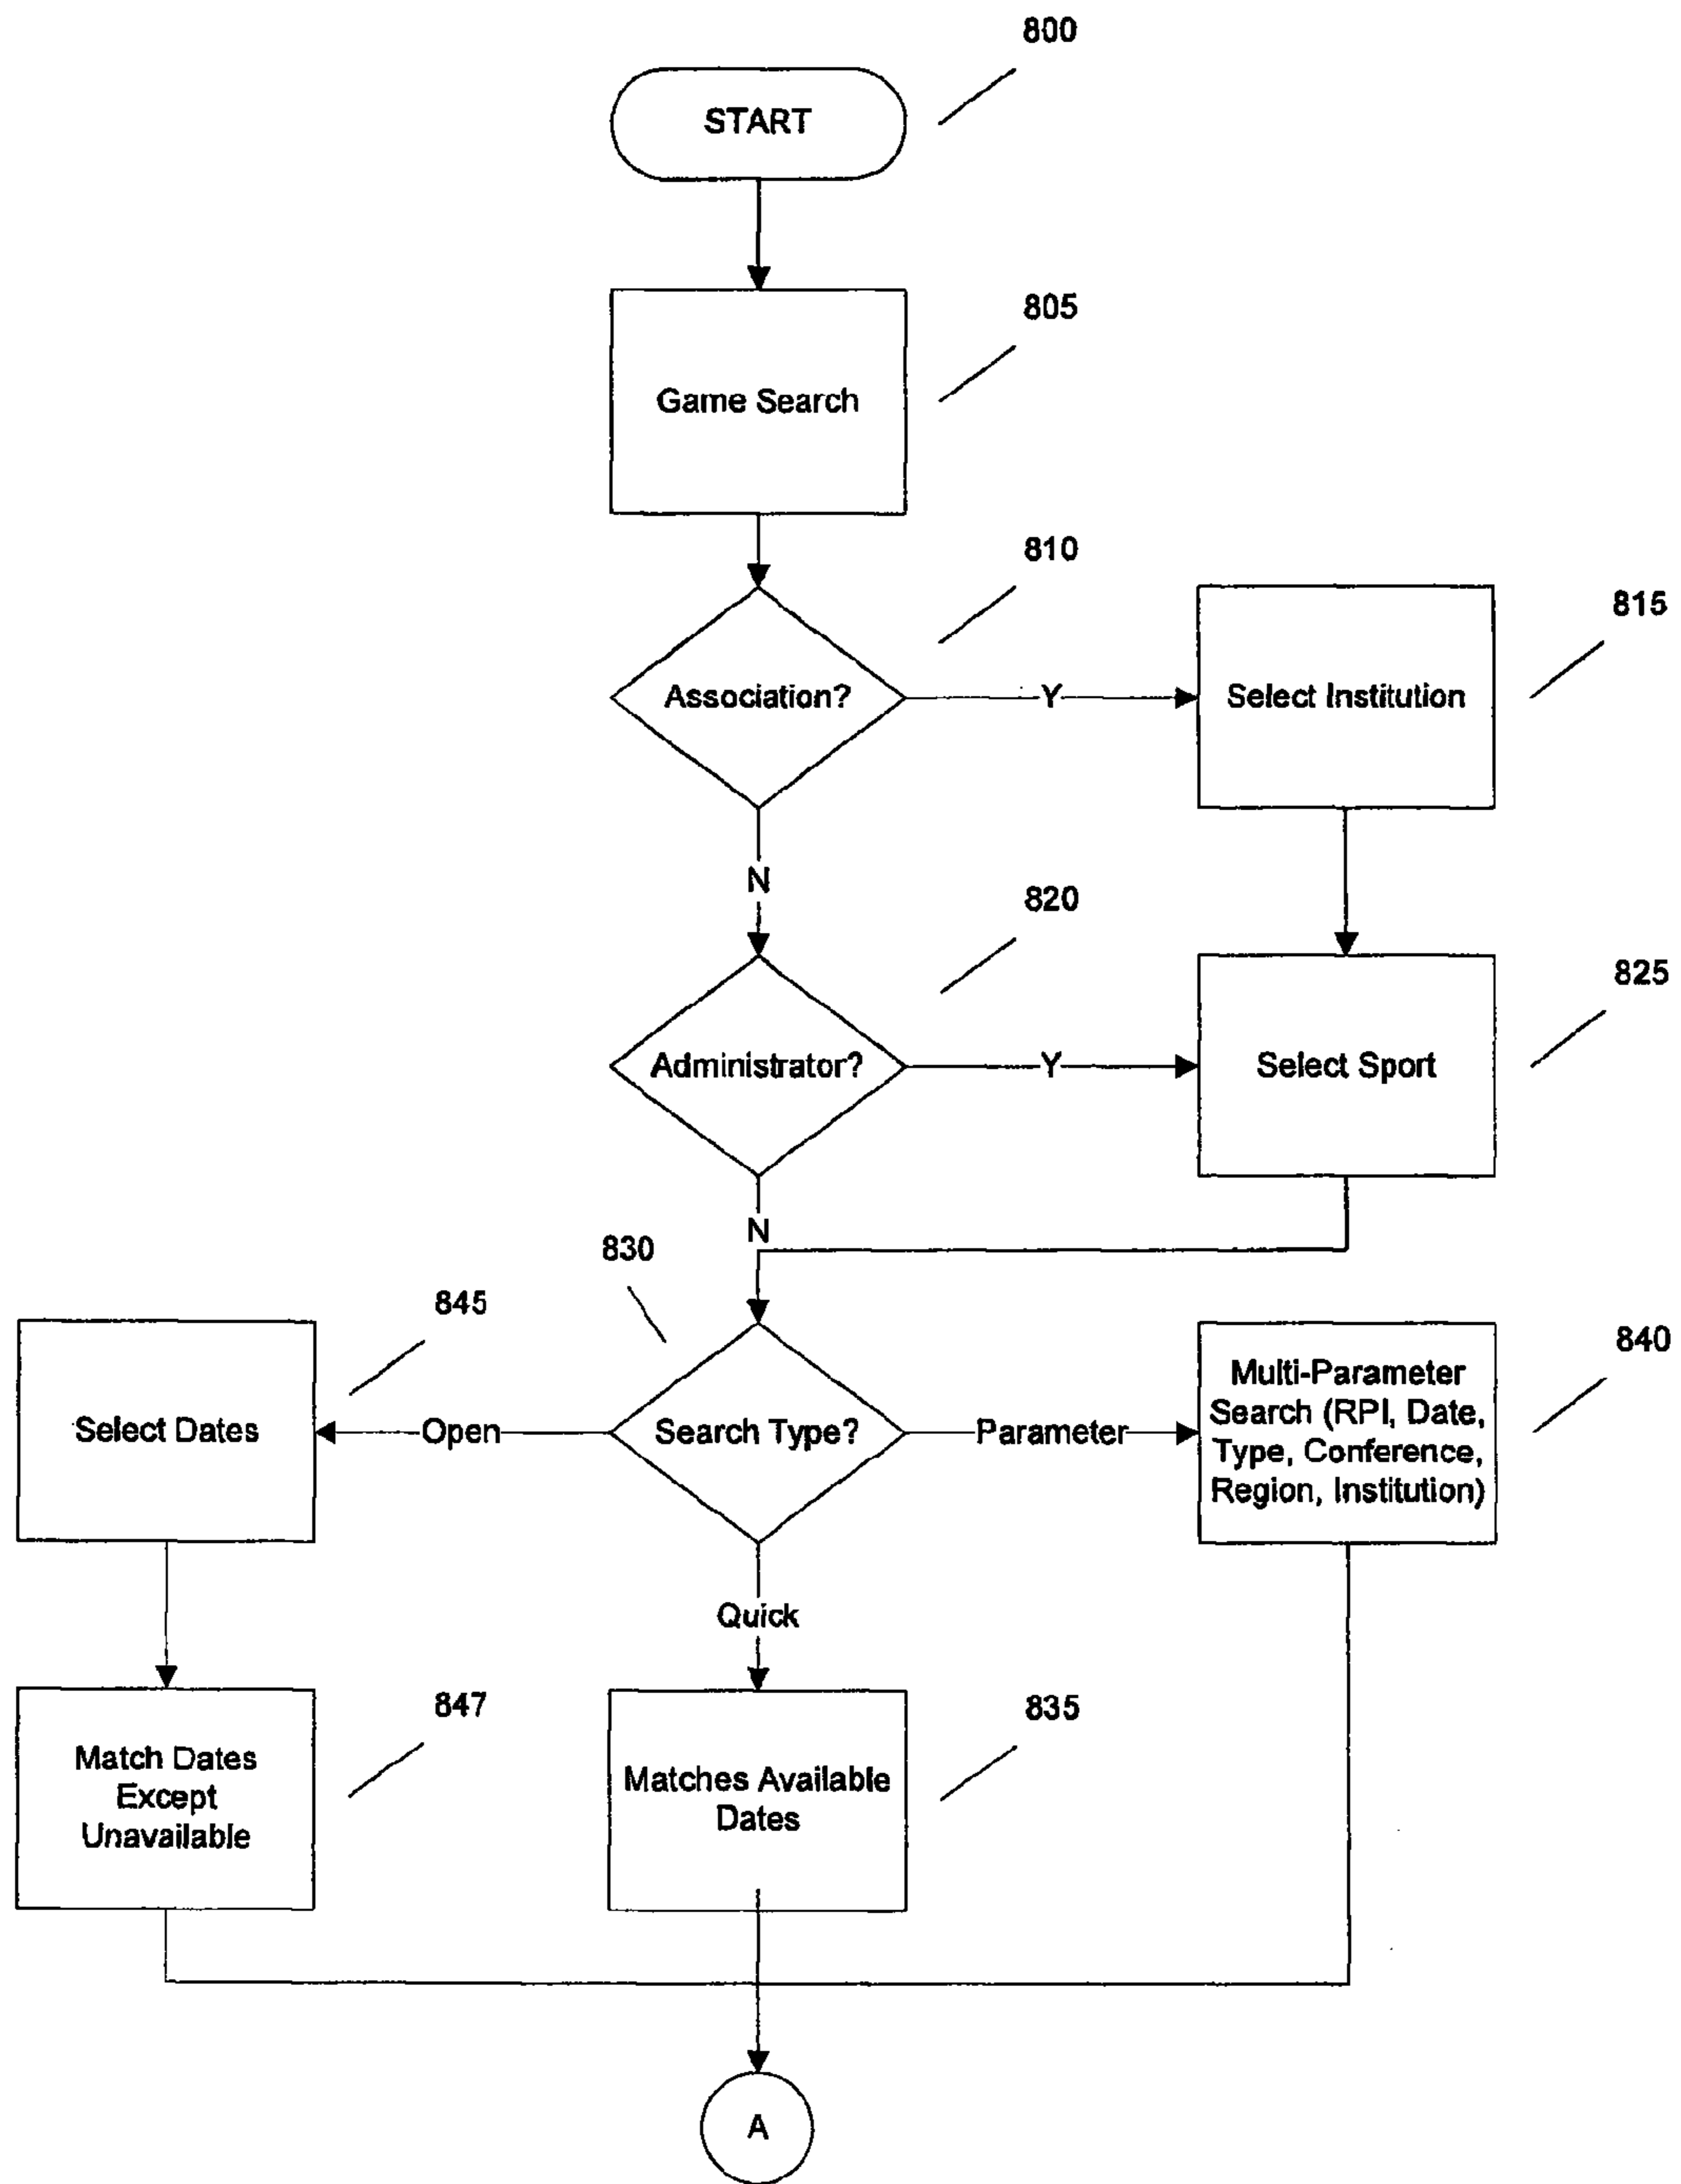 800
START
805
Game Search
810
815
Association?
Y
Select Institution
N
820
825
Administrator?
Y
Select Sport
N
830
845
840
Select Dates
Open
Search Type?
Parameter
Multi-Parameter
Search (RPI, Date,
Type, Conference,
Region, Institution)
Quick
847
835
Match Dates
Except
Unavailable
Matches Available
Dates
A